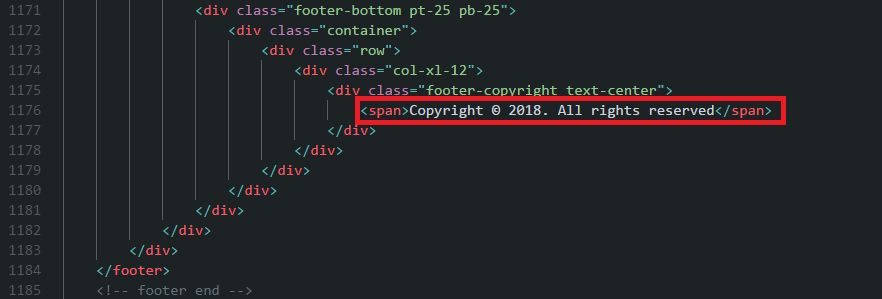 1171 <div class="footer-bottom pt-25 pb-25">
1172 <div class="container">
1173 <div class="row">
1174 <div class="col-xl-12">
1175 <div class="footer-copyright text-center">
1176 <span>Copyright © 2018. All rights reserved</span>
1177 </div>
1178 </div>
1179 </div>
1180 </div>
1181 </div>
1182 </div>
1183 </div>
1184 </footer>
1185 <!-- footer end -->